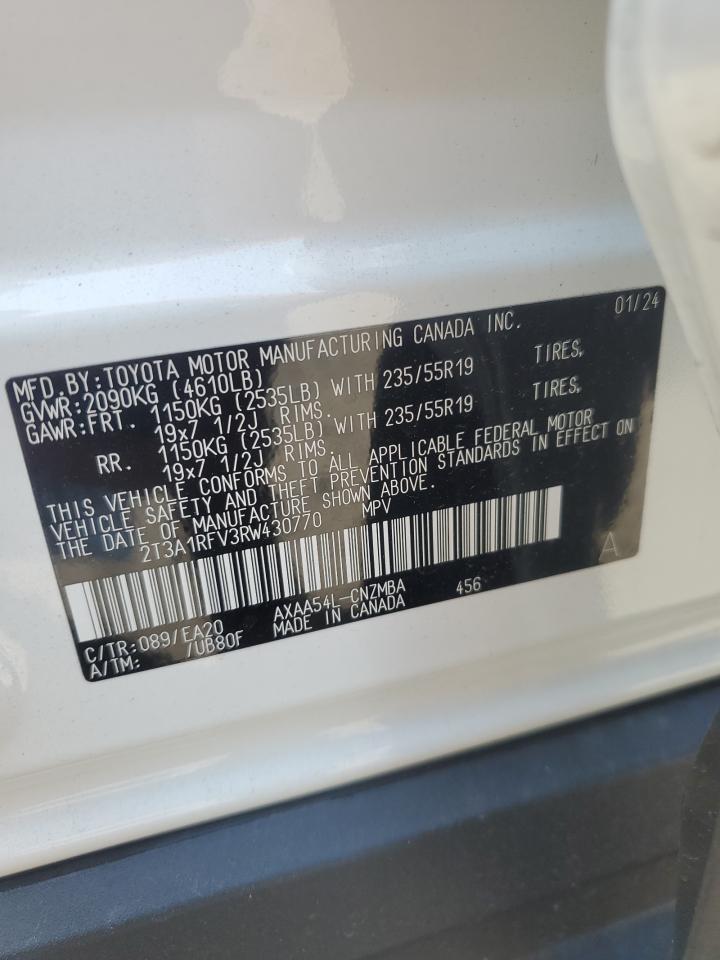 MFD. BY: TOYOTA MOTOR MANUFACTURING CANADA INC. 01/24
GVWR: 2090KG (4610LB)
GAWR: FRT. 1150KG (2535LB) WITH 235/55R19 TIRES,
19x7 1/2J RIMS.
RR. 1150KG (2535LB) WITH 235/55R19 TIRES,
19x7 1/2J RIMS.
THIS VEHICLE CONFORMS TO ALL APPLICABLE FEDERAL MOTOR
VEHICLE SAFETY AND THEFT PREVENTION STANDARDS IN EFFECT ON
THE DATE OF MANUFACTURE SHOWN ABOVE.
2T3A1RFV3RW430770 MPV
A
C/TR: 089/EA20 AXAA54L-CNZMBA 456
A/TM: /UB80F MADE IN CANADA